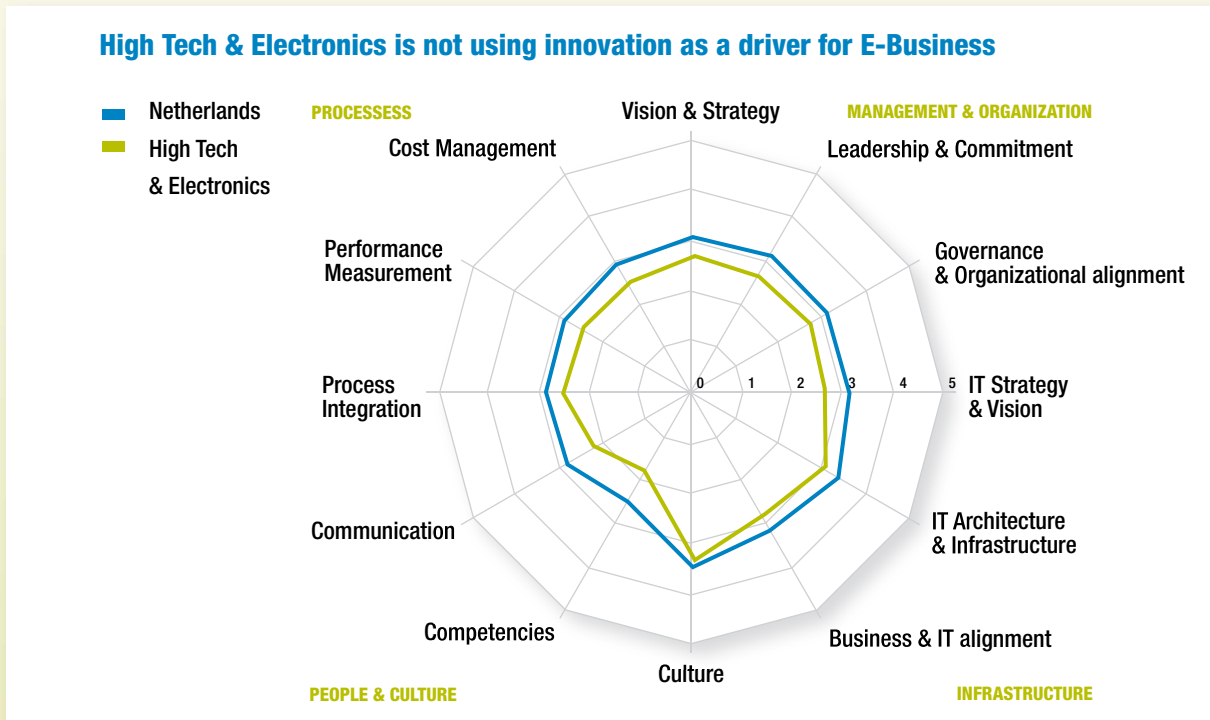 High Tech & Electronics is not using innovation as a driver for E-Business
Netherlands
High Tech
& Electronics
PROCESSESS
Vision & Strategy
MANAGEMENT & ORGANIZATION
Cost Management
Leadership & Commitment
Performance
Measurement
Governance
& Organizational alignment
Process
Integration
0 1 2 3 4 5
IT Strategy
& Vision
Communication
IT Architecture
& Infrastructure
Competencies
Business & IT alignment
Culture
PEOPLE & CULTURE
INFRASTRUCTURE